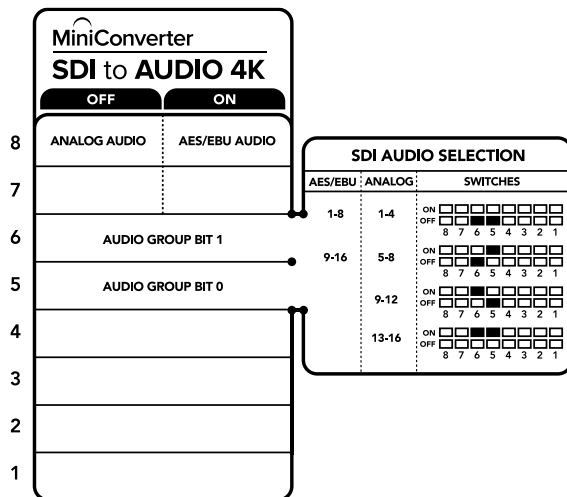 MiniConverter
SDI to AUDIO 4K
OFF ON
8 ANALOG AUDIO AES/EBU AUDIO
7
6 AUDIO GROUP BIT 1
5 AUDIO GROUP BIT 0
4
3
2
1
SDI AUDIO SELECTION
AES/EBU ANALOG SWITCHES
1-8 1-4
ON
OFF
8 7 6 5 4 3 2 1
9-16 5-8
ON
OFF
8 7 6 5 4 3 2 1
9-12
ON
OFF
8 7 6 5 4 3 2 1
13-16
ON
OFF
8 7 6 5 4 3 2 1